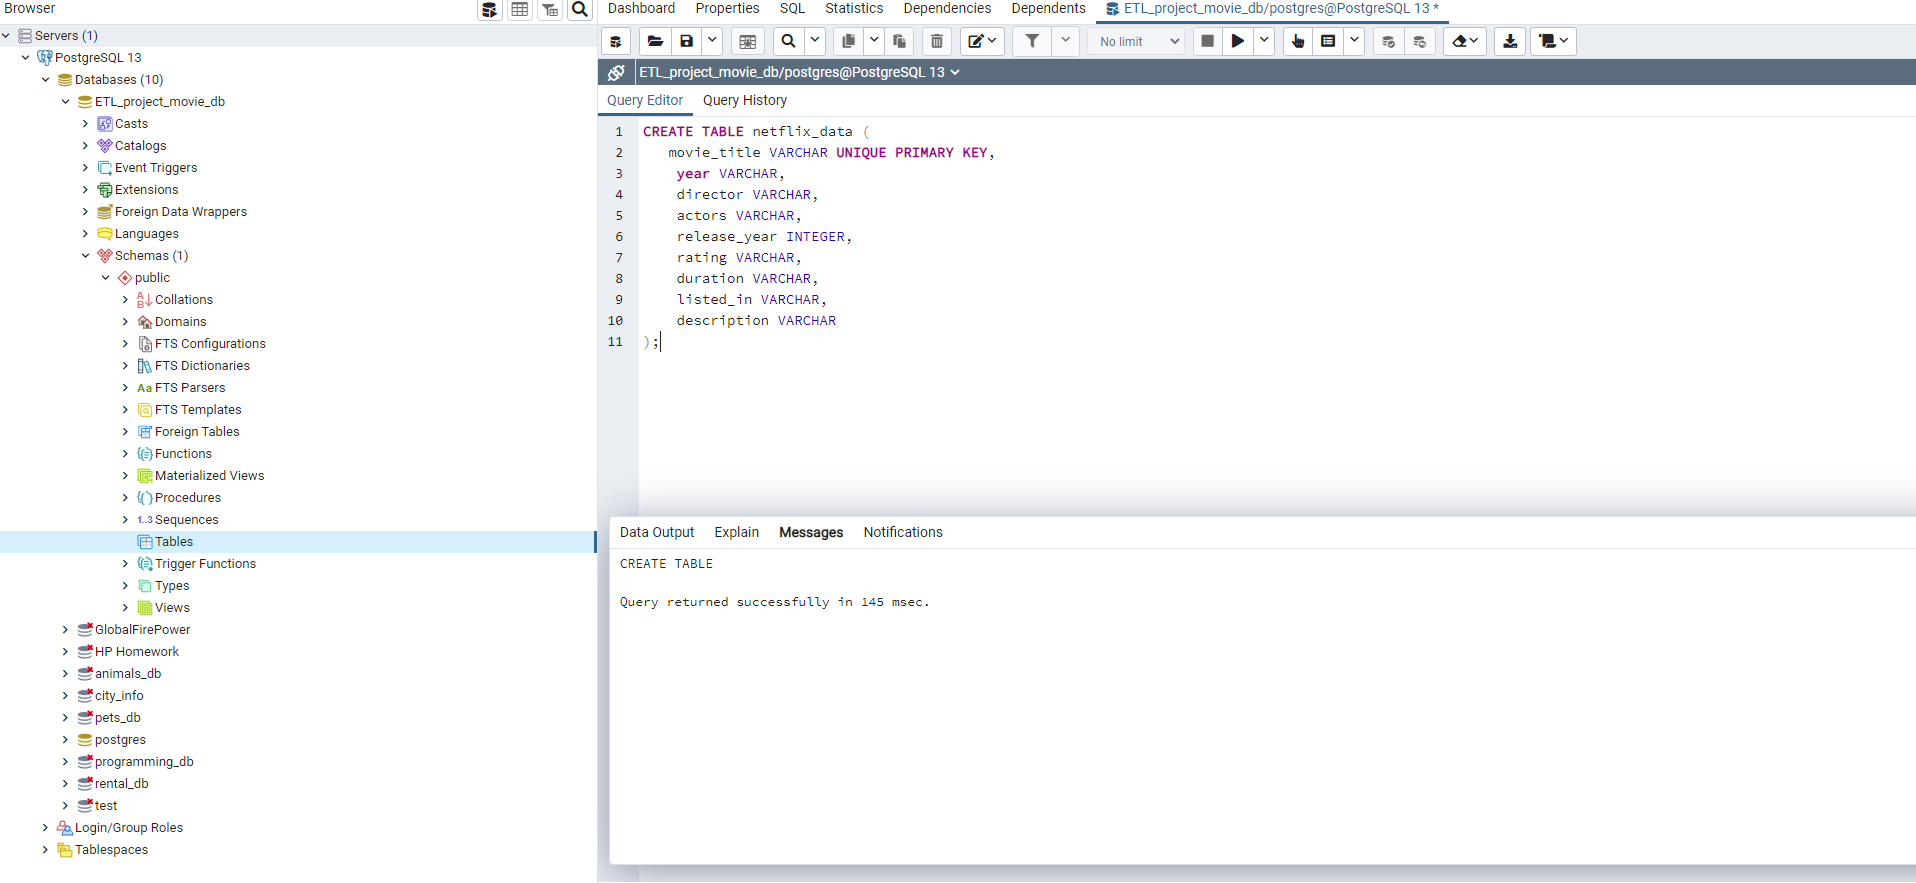 Browser
Servers (1)
PostgreSQL 13
Databases (10)
ETL_project_movie_db
Casts
Catalogs
Event Triggers
Extensions
Foreign Data Wrappers
Languages
Schemas (1)
public
Collations
Domains
FTS Configurations
FTS Dictionaries
Aa FTS Parsers
FTS Templates
Foreign Tables
Functions
Materialized Views
Procedures
1..3 Sequences
Tables
Trigger Functions
Types
Views
GlobalFirePower
HP Homework
animals_db
city_info
pets_db
postgres
programming_db
rental_db
test
Login/Group Roles
Tablespaces
Dashboard Properties SQL Statistics Dependencies Dependents ETL_project_movie_db/postgres@PostgreSQL 13 *
No limit
ETL_project_movie_db/postgres@PostgreSQL 13
Query Editor Query History
1 CREATE TABLE netflix_data (
2 movie_title VARCHAR UNIQUE PRIMARY KEY,
3 year VARCHAR,
4 director VARCHAR,
5 actors VARCHAR,
6 release_year INTEGER,
7 rating VARCHAR,
8 duration VARCHAR,
9 listed_in VARCHAR,
10 description VARCHAR
11 );
Data Output Explain Messages Notifications
CREATE TABLE
Query returned successfully in 145 msec.